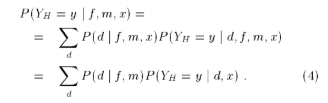 P(Y_H = y | f, m, x) =
= ∑_d P(d | f, m, x)P(Y_H = y | d, f, m, x)
= ∑_d P(d | f, m)P(Y_H = y | d, x) . (4)